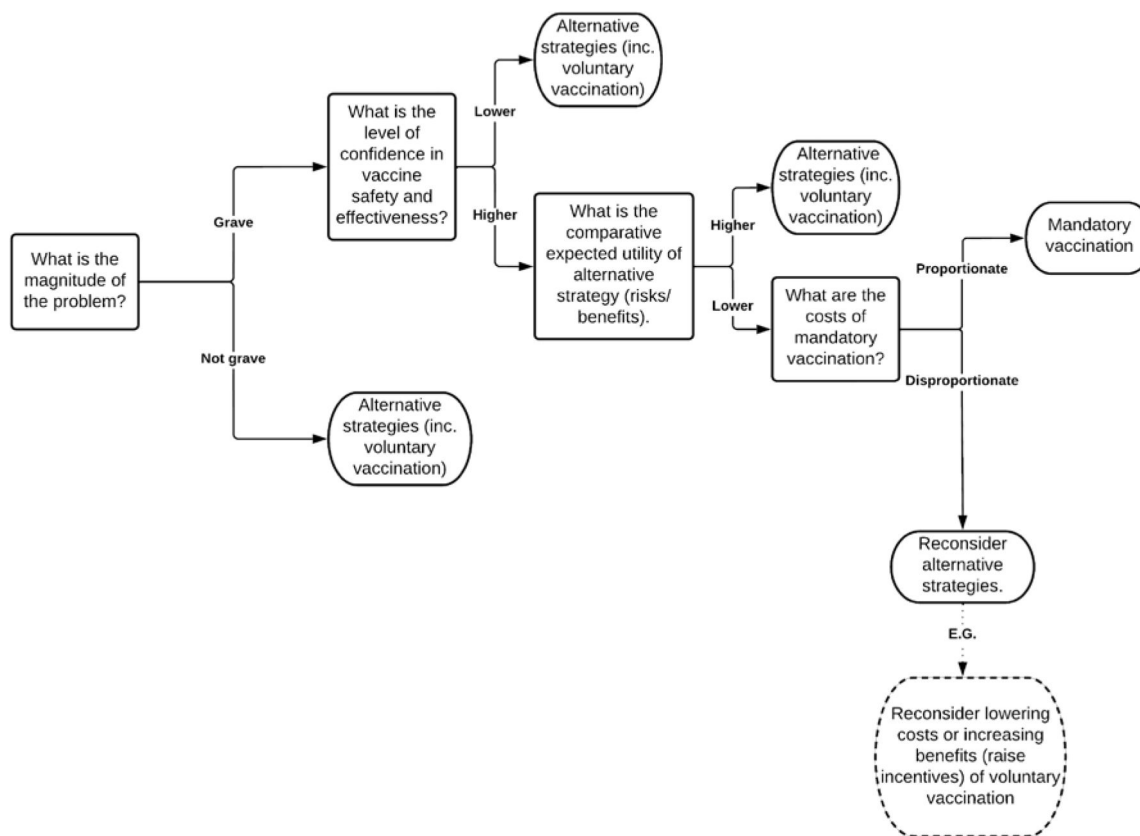 What is the
magnitude of
the problem?
Grave
Not grave
What is the
level of
confidence in
vaccine
safety and
effectiveness?
Alternative
strategies (inc.
voluntary
vaccination)
Lower
Higher
Alternative
strategies (inc.
voluntary
vaccination)
What is the
comparative
expected utility of
alternative
strategy (risks/
benefits).
Higher
Lower
Alternative
strategies (inc.
voluntary
vaccination)
What are the
costs of
mandatory
vaccination?
Proportionate
Disproportionate
Mandatory
vaccination
Reconsider
alternative
strategies.
E.G.
Reconsider lowering
costs or increasing
benefits (raise
incentives) of voluntary
vaccination